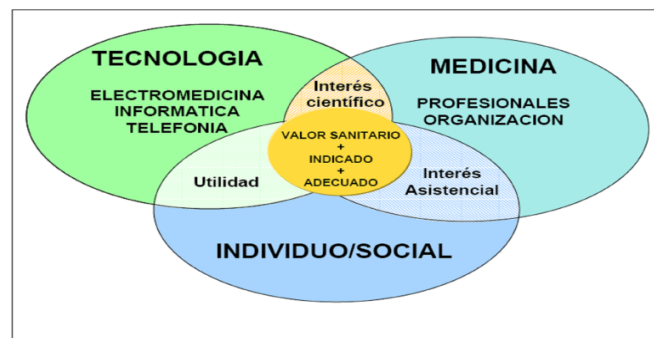 TECNOLOGIA
ELECTROMEDICINA
INFORMATICA
TELEFONIA
MEDICINA
PROFESIONALES
ORGANIZACION
Interés
científico
VALOR SANITARIO
+
INDICADO
+
ADECUADO
Utilidad
Interés
Asistencial
INDIVIDUO/SOCIAL